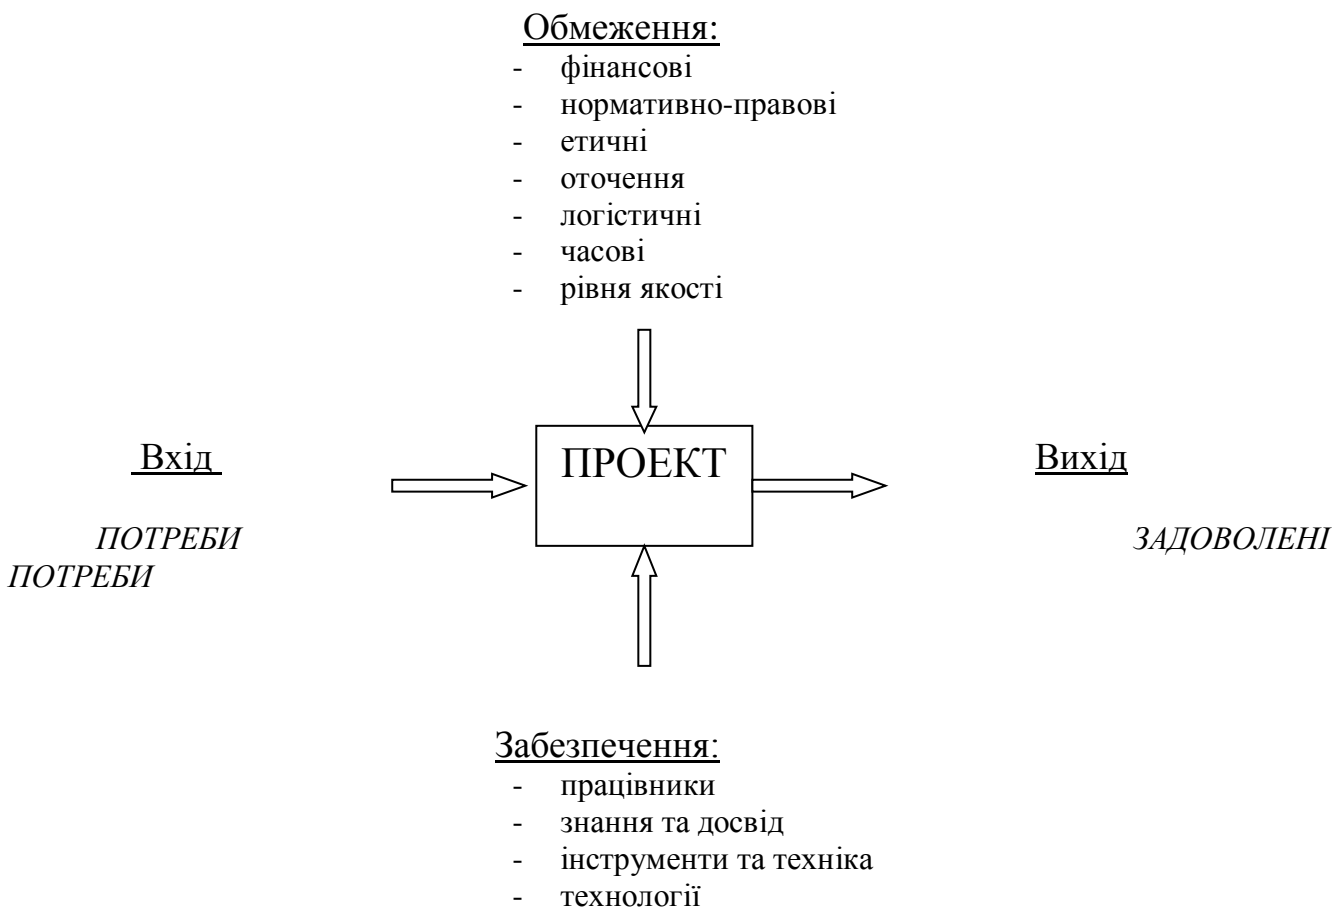 Обмеження:
- фінансові
- нормативно-правові
- етичні
- оточення
- логістичні
- часові
- рівня якості
Вхід
ПРОЕКТ
Вихід
ПОТРЕБИ ЗАДОВОЛЕНІ
ПОТРЕБИ
Забезпечення:
- працівники
- знання та досвід
- інструменти та техніка
- технології